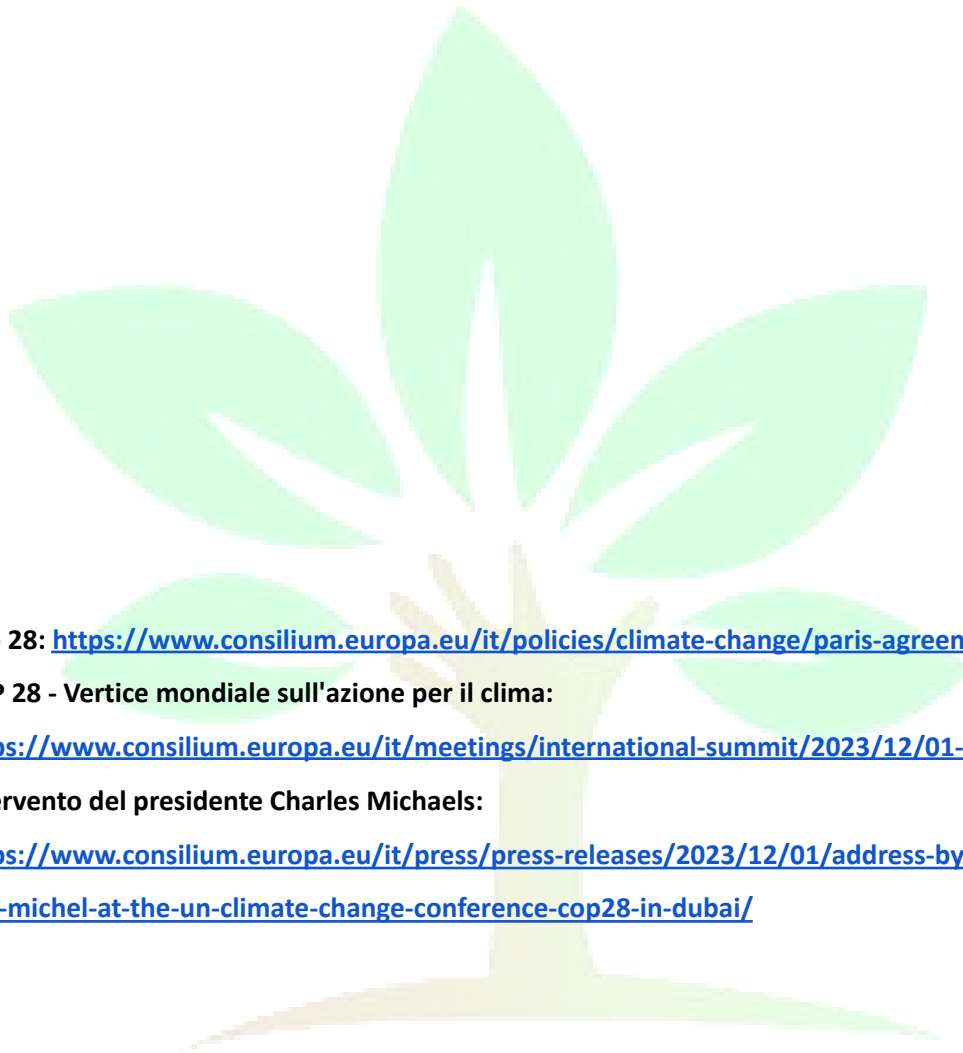 28: https://www.consilium.europa.eu/it/policies/climate-change/paris-agreem
P 28 - Vertice mondiale sull'azione per il clima:
ps://www.consilium.europa.eu/it/meetings/international-summit/2023/12/01-
ervento del presidente Charles Michaels:
ps://www.consilium.europa.eu/it/press/press-releases/2023/12/01/address-by
-michel-at-the-un-climate-change-conference-cop28-in-dubai/